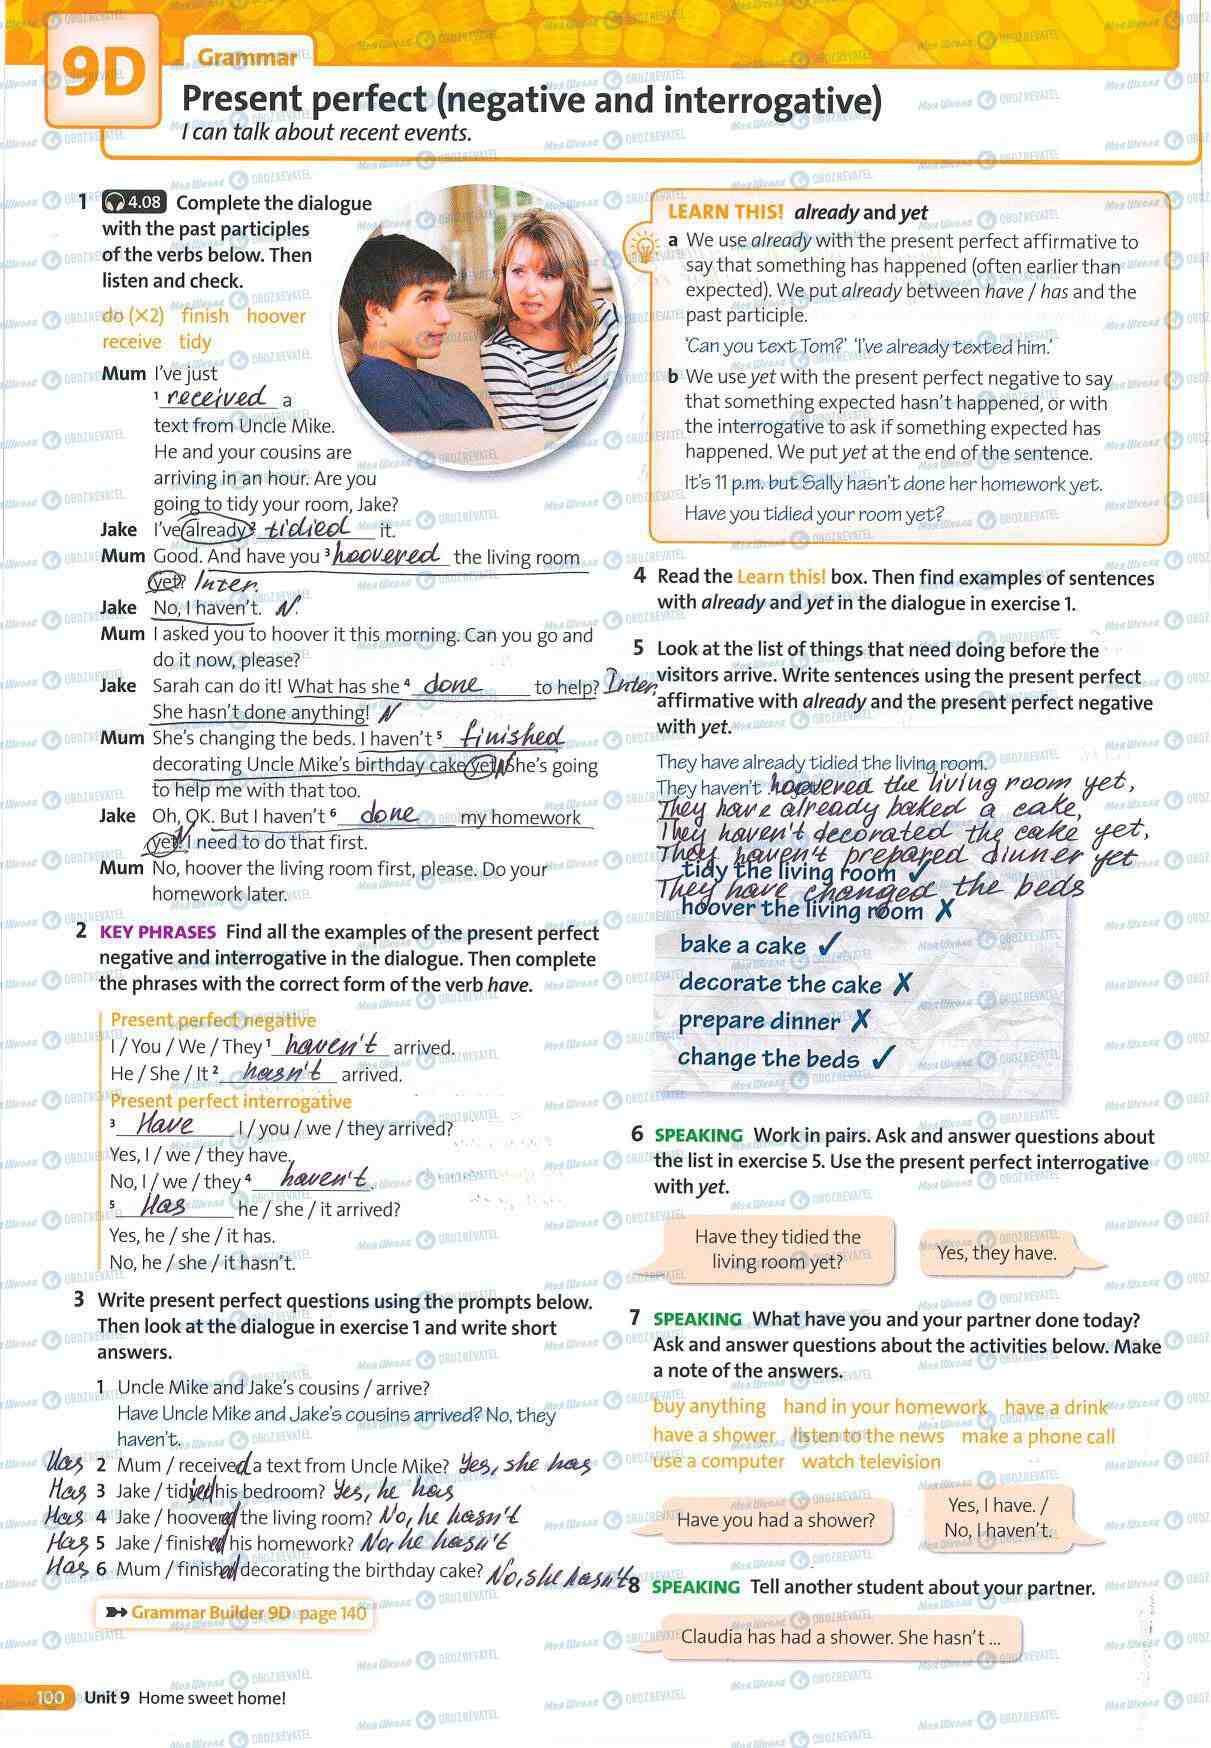 9D
Grammar
Present perfect (negative and interrogative)
I can talk about recent events.
1 4.08 Complete the dialogue
with the past participles
of the verbs below. Then
listen and check.
do (×2) finish hoover
receive tidy
Mum I've just
1 received a
text from Uncle Mike.
He and your cousins are
arriving in an hour. Are you
going to tidy your room, Jake?
Jake I've already 2 tidied it.
Mum Good. And have you 3 hoovered the living room
yet? Inter.
Jake No, I haven't. N.
Mum I asked you to hoover it this morning. Can you go and
do it now, please?
Jake Sarah can do it! What has she 4 done to help? Inter.
She hasn't done anything! N
Mum She's changing the beds. I haven't 5 finished
decorating Uncle Mike's birthday cake yet. N She's going
to help me with that too.
Jake Oh, OK. But I haven't 6 done my homework
yet! N I need to do that first.
Mum No, hoover the living room first, please. Do your
homework later.
2 KEY PHRASES Find all the examples of the present perfect
negative and interrogative in the dialogue. Then complete
the phrases with the correct form of the verb have.
Present perfect negative
I / You / We / They 1 haven't arrived.
He / She / It 2 hasn't arrived.
Present perfect interrogative
3 Have I / you / we / they arrived?
Yes, I / we / they have.
No, I / we / they 4 haven't.
5 Has he / she / it arrived?
Yes, he / she / it has.
No, he / she / it hasn't.
3 Write present perfect questions using the prompts below.
Then look at the dialogue in exercise 1 and write short
answers.
1 Uncle Mike and Jake's cousins / arrive?
Have Uncle Mike and Jake's cousins arrived? No, they
haven't.
Has 2 Mum / received a text from Uncle Mike? Yes, she has
Has 3 Jake / tidied his bedroom? Yes, he has
Has 4 Jake / hoovered the living room? No, he hasn't
Has 5 Jake / finished his homework? No, he hasn't
Has 6 Mum / finished decorating the birthday cake? No, she hasn't
Grammar Builder 9D page 140
LEARN THIS! already and yet
a We use already with the present perfect affirmative to
say that something has happened (often earlier than
expected). We put already between have / has and the
past participle.
'Can you text Tom?' 'I've already texted him.'
b We use yet with the present perfect negative to say
that something expected hasn't happened, or with
the interrogative to ask if something expected has
happened. We put yet at the end of the sentence.
It's 11 p.m. but Sally hasn't done her homework yet.
Have you tidied your room yet?
4 Read the Learn this! box. Then find examples of sentences
with already and yet in the dialogue in exercise 1.
5 Look at the list of things that need doing before the
visitors arrive. Write sentences using the present perfect
affirmative with already and the present perfect negative
with yet.
They have already tidied the living room.
They haven't hoovered the living room yet,
They have already baked a cake,
They haven't decorated the cake yet,
They haven't prepared dinner yet
tidy the living room ✓
They have changed the beds
hoover the living room ✗
bake a cake ✓
decorate the cake ✗
prepare dinner ✗
change the beds ✓
6 SPEAKING Work in pairs. Ask and answer questions about
the list in exercise 5. Use the present perfect interrogative
with yet.
Have they tidied the
living room yet?
Yes, they have.
7 SPEAKING What have you and your partner done today?
Ask and answer questions about the activities below. Make
a note of the answers.
buy anything hand in your homework have a drink
have a shower listen to the news make a phone call
use a computer watch television
Have you had a shower?
Yes, I have. /
No, I haven't.
8 SPEAKING Tell another student about your partner.
Claudia has had a shower. She hasn't ...
100 Unit 9 Home sweet home!
Моя Школа OBOZREVATEL